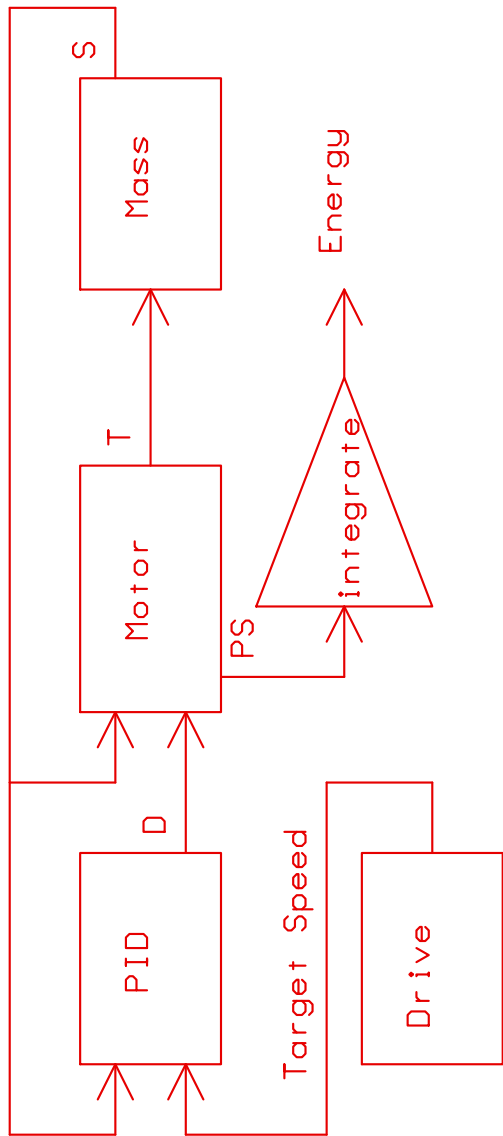 S
Mass
T
Motor
PS
D
PID
integrate
Energy
Target Speed
Drive